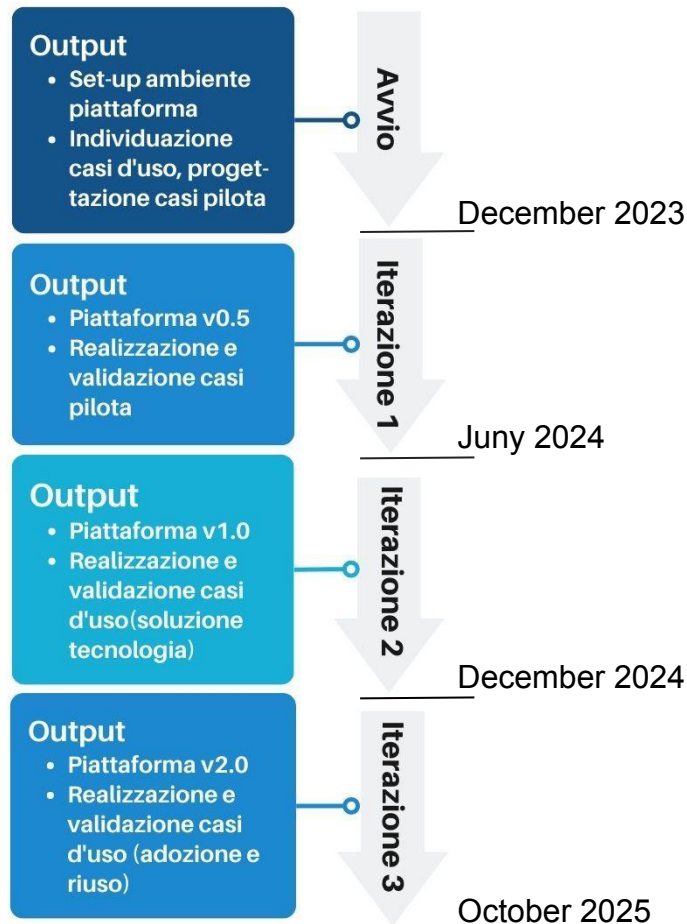 Output
• Set-up ambiente
piattaforma
• Individuazione
casi d'uso, proget-
tazione casi pilota
Avvio
December 2023
Output
• Piattaforma v0.5
• Realizzazione e
validazione casi
pilota
Iterazione 1
Juny 2024
Output
• Piattaforma v1.0
• Realizzazione e
validazione casi
d'uso(soluzione
tecnologia)
Iterazione 2
December 2024
Output
• Piattaforma v2.0
• Realizzazione e
validazione casi
d'uso (adozione e
riuso)
Iterazione 3
October 2025